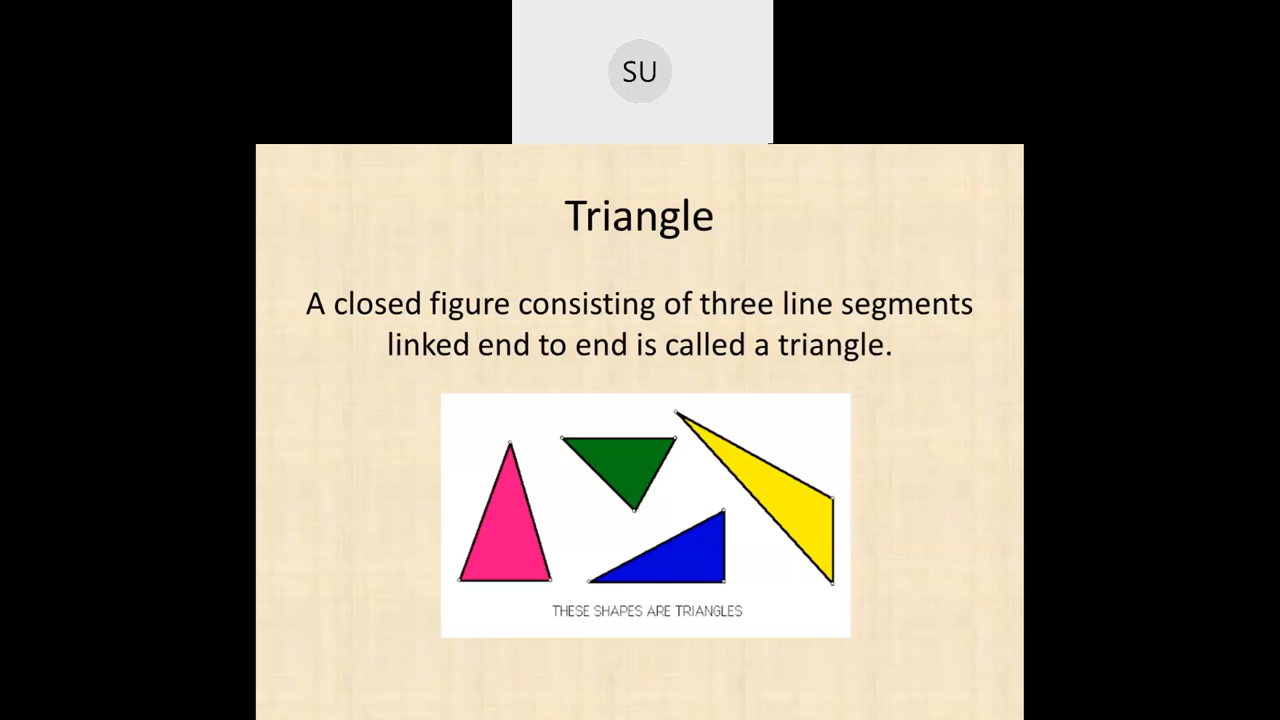 SU
Triangle
A closed figure consisting of three line segments
linked end to end is called a triangle.
THESE SHAPES ARE TRIANGLES